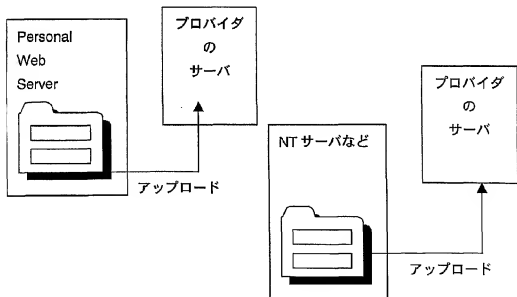 Personal
Web
Server
プロバイダ
の
サーバ
アップロード
NTサーバなど
プロバイダ
の
サーバ
アップロード